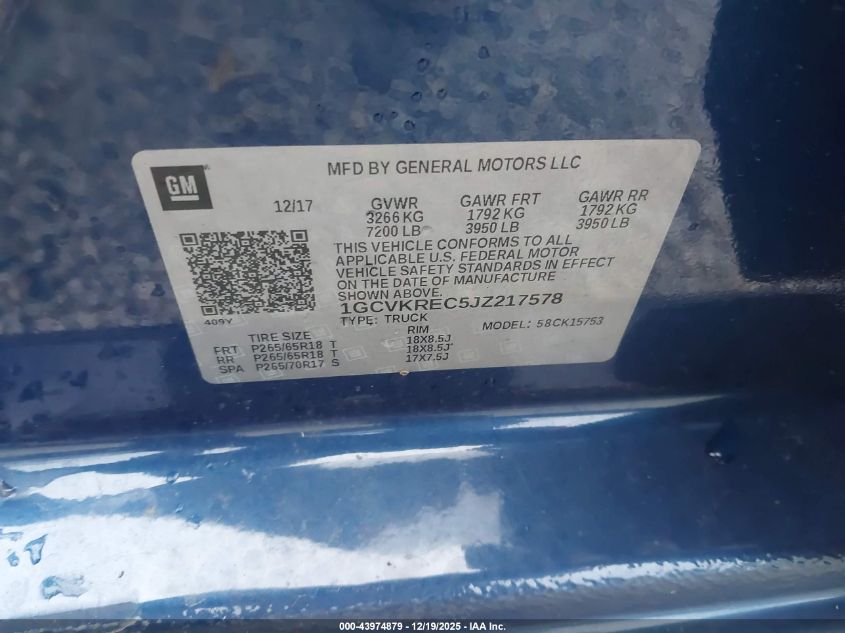 GM
MFD BY GENERAL MOTORS LLC
12/17
GVWR
3266 KG
7200 LB
GAWR FRT
1792 KG
3950 LB
GAWR RR
1792 KG
3950 LB
THIS VEHICLE CONFORMS TO ALL
APPLICABLE U.S. FEDERAL MOTOR
VEHICLE SAFETY STANDARDS IN EFFECT
ON THE DATE OF MANUFACTURE
SHOWN ABOVE.
1GCVKREC5JZ217578
TYPE: TRUCK
MODEL: 58CK15753
409Y
TIRE SIZE RIM
FRT P265/65R18 T 18X8.5J
RR P265/65R18 T 18X8.5J
SPA P265/70R17 S 17X7.5J
000-43974879 - 12/19/2025 - IAA Inc.